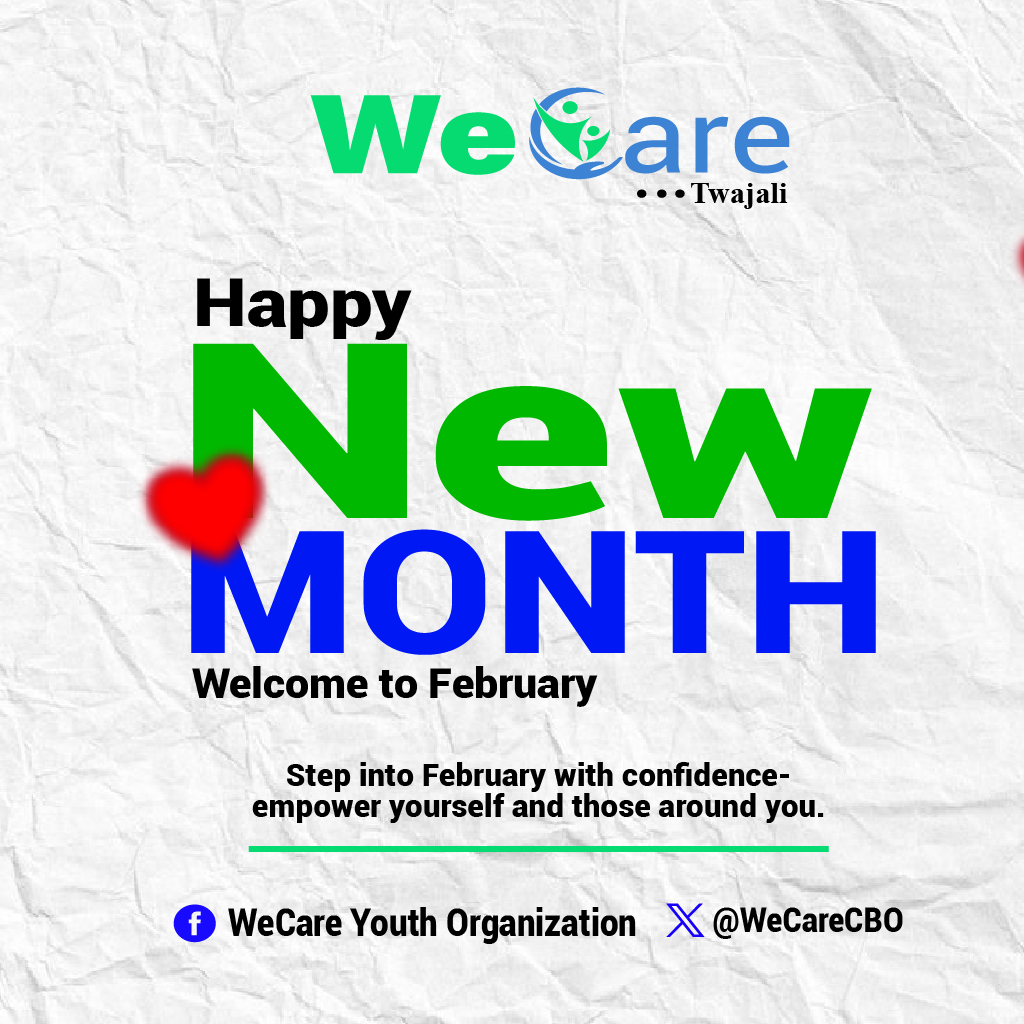 WeCare
...Twajali
Happy
New
MONTH
Welcome to February
Step into February with confidence-
empower yourself and those around you.
WeCare Youth Organization @WeCareCBO